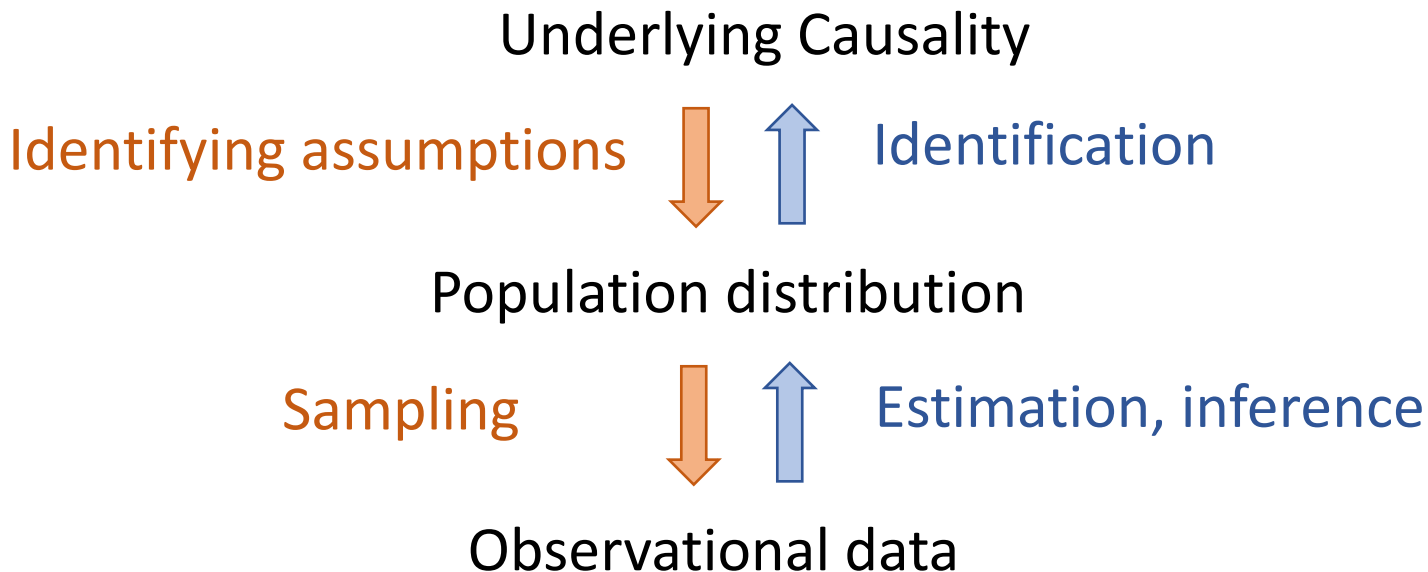 Underlying Causality
Identifying assumptions
Identification
Population distribution
Sampling
Estimation, inference
Observational data